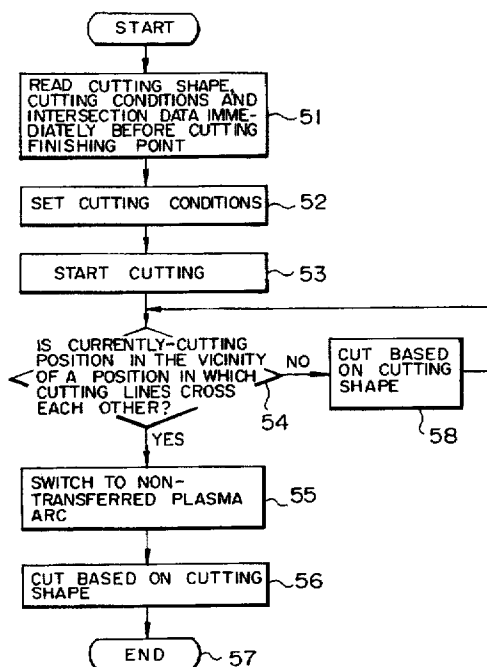 START
READ CUTTING SHAPE,
CUTTING CONDITIONS AND
INTERSECTION DATA IMME-
DIATELY BEFORE CUTTING
FINISHING POINT
51
SET CUTTING CONDITIONS
52
START CUTTING
53
IS CURRENTLY-CUTTING
POSITION IN THE VICINITY
OF A POSITION IN WHICH
CUTTING LINES CROSS
EACH OTHER?
54
NO
CUT BASED
ON CUTTING
SHAPE
58
YES
SWITCH TO NON-
TRANSFERRED PLASMA
ARC
55
CUT BASED ON CUTTING
SHAPE
56
END
57